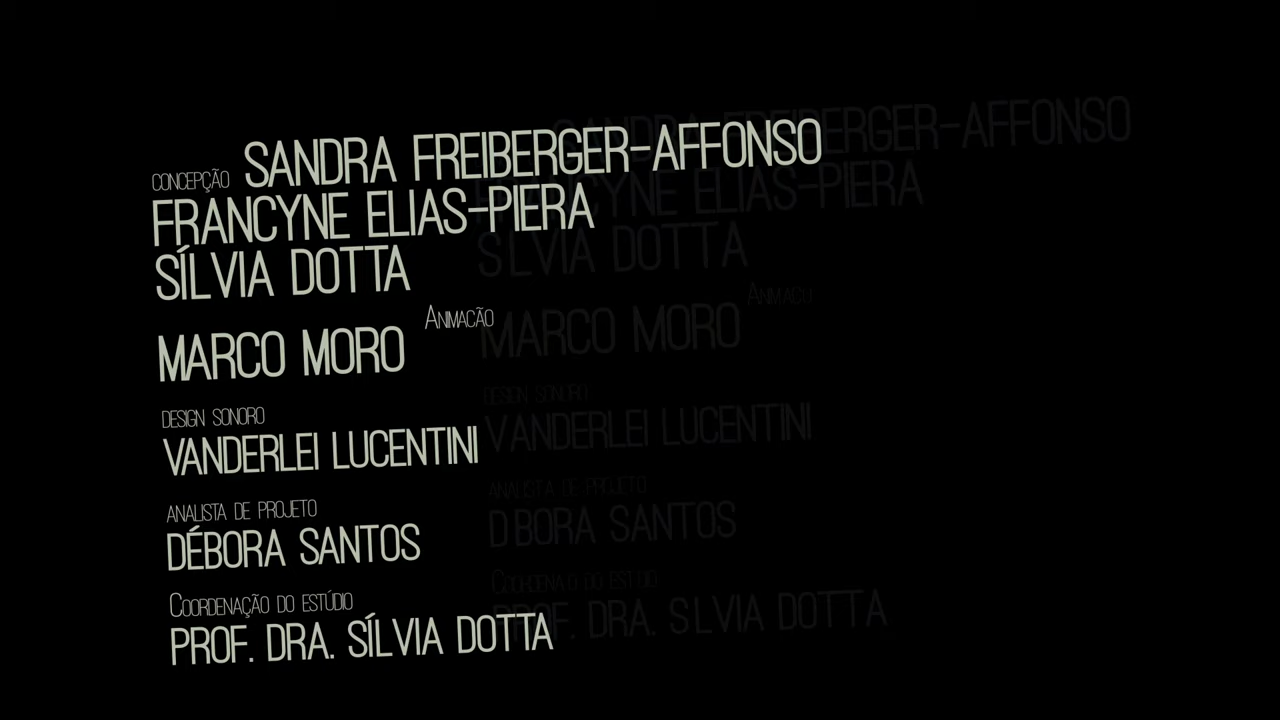 CONCEPÇÃO SANDRA FREIBERGER-AFFONSO
FRANCYNE ELIAS-PIERA
SÍLVIA DOTTA
ANIMAÇÃO
MARCO MORO
DESIGN SONORO
VANDERLEI LUCENTINI
ANALISTA DE PROJETO
DÉBORA SANTOS
COORDENAÇÃO DO ESTÚDIO
PROF. DRA. SÍLVIA DOTTA